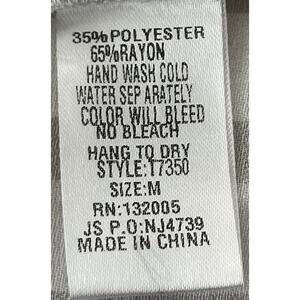 35% POLYESTER
65% RAYON
HAND WASH COLD
WATER SEP ARATELY
COLOR WILL BLEED
NO BLEACH
HANG TO DRY
STYLE:T7350
SIZE:M
RN:132005
JS P.O:NJ4739
MADE IN CHINA